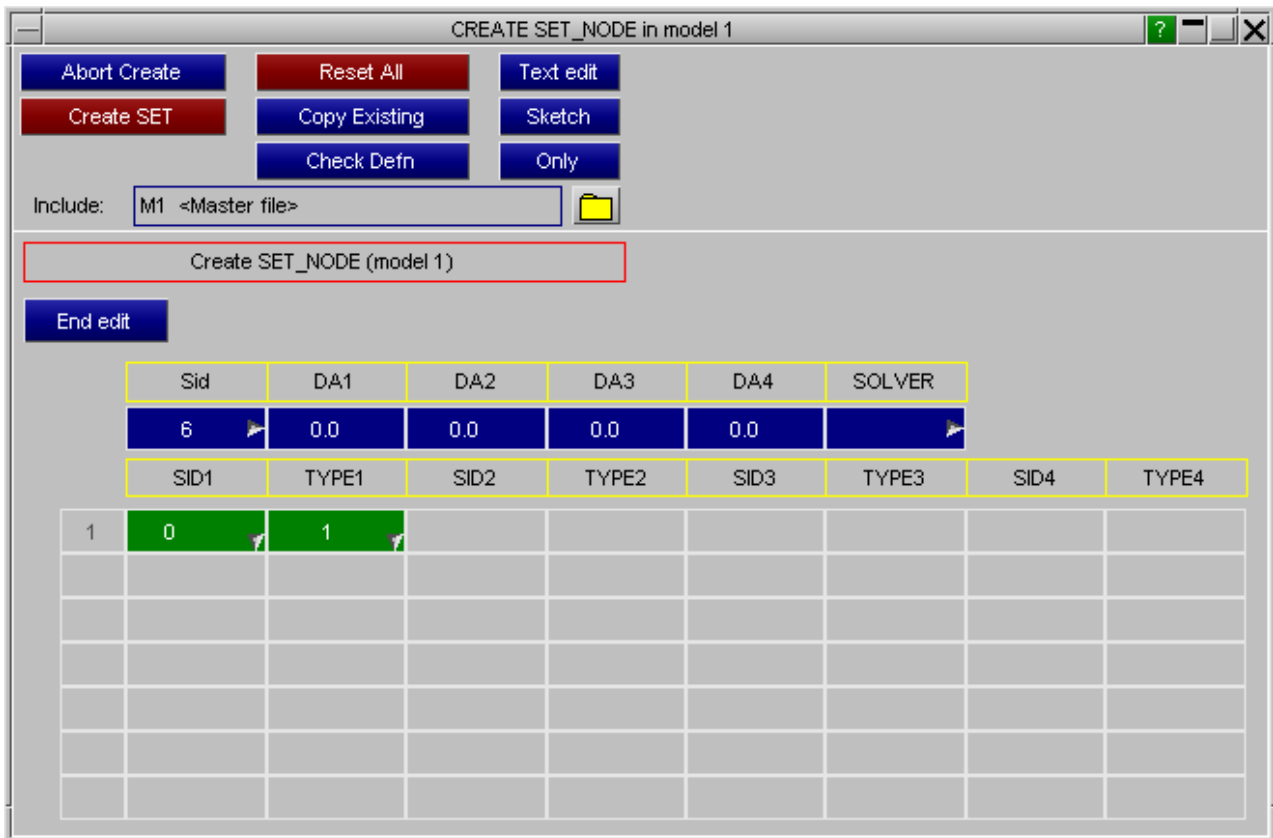 CREATE SET_NODE in model 1 ?
Abort Create Reset All Text edit
Create SET Copy Existing Sketch
Check Defn Only
Include: M1 <Master file>
Create SET_NODE (model 1)
End edit
Sid DA1 DA2 DA3 DA4 SOLVER
6 0.0 0.0 0.0 0.0
SID1 TYPE1 SID2 TYPE2 SID3 TYPE3 SID4 TYPE4
1 0 1